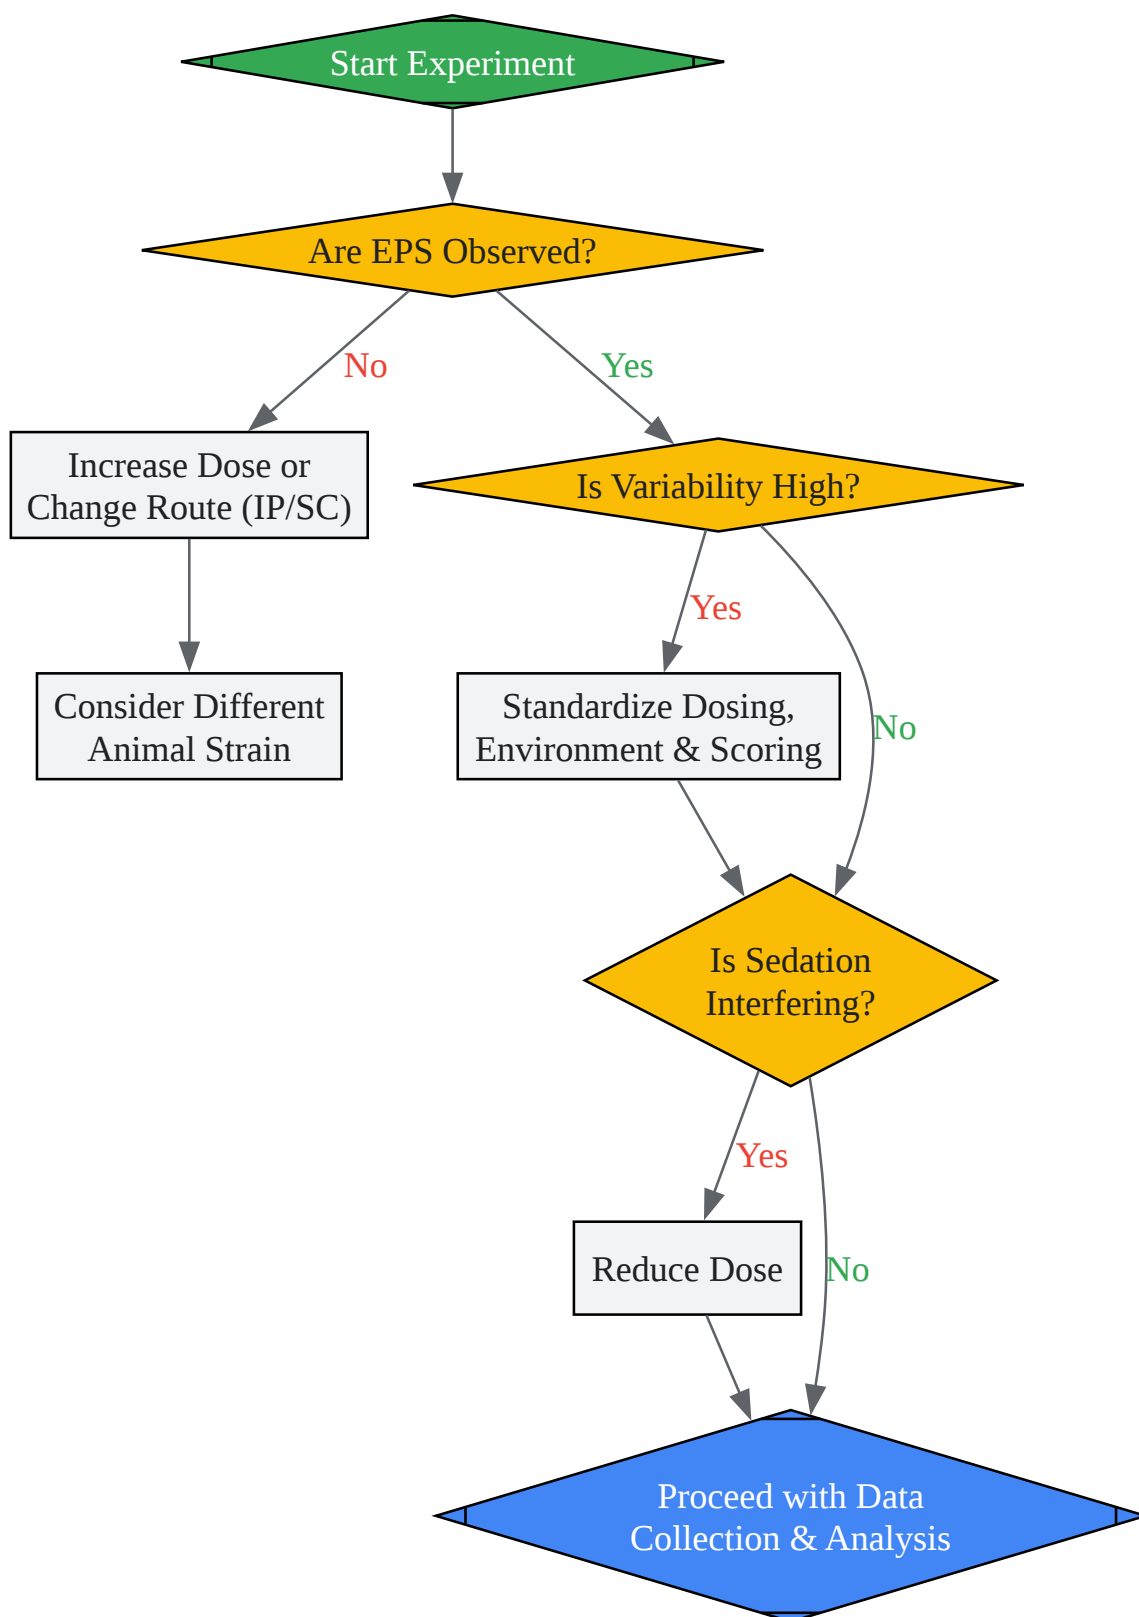 Start Experiment
Are EPS Observed?
No
Yes
Increase Dose or
Change Route (IP/SC)
Is Variability High?
Yes
Consider Different
Animal Strain
Standardize Dosing,
Environment & Scoring
No
Is Sedation
Interfering?
Yes
Reduce Dose
No
Proceed with Data
Collection & Analysis